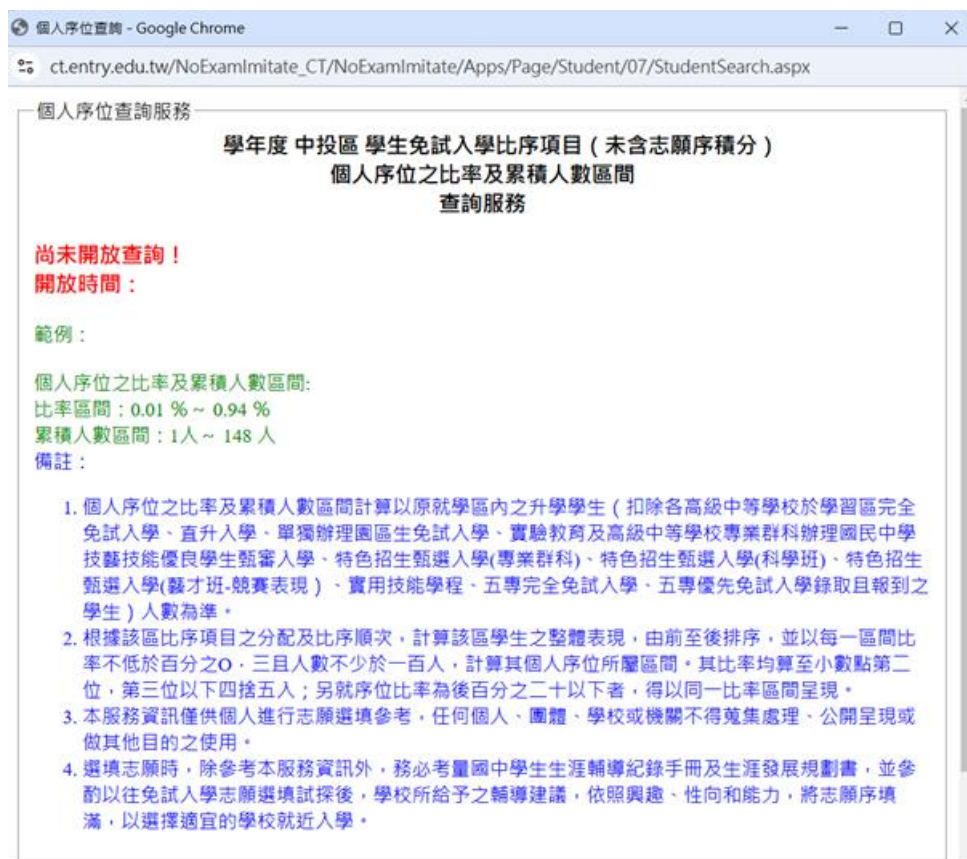 個人序位查詢 - Google Chrome
ct.entry.edu.tw/NoExamImitate_CT/NoExamImitate/Apps/Page/Student/07/StudentSearch.aspx
個人序位查詢服務
學年度 中投區 學生免試入學比序項目（未含志願序積分）
個人序位之比率及累積人數區間
查詢服務
尚未開放查詢！
開放時間：
範例：
個人序位之比率及累積人數區間:
比率區間：0.01 % ~ 0.94 %
累積人數區間：1人 ~ 148 人
備註：
1. 個人序位之比率及累積人數區間計算以原就學區內之升學學生（扣除各高級中等學校於學習區完全
免試入學、直升入學、單獨辦理園區生免試入學、實驗教育及高級中等學校專業群科辦理國民中學
技藝技能優良學生甄審入學、特色招生甄選入學(專業群科)、特色招生甄選入學(科學班)、特色招生
甄選入學(藝才班-競賽表現）、實用技能學程、五專完全免試入學、五專優先免試入學錄取且報到之
學生）人數為準。
2. 根據該區比序項目之分配及比序順次，計算該區學生之整體表現，由前至後排序，並以每一區間比
率不低於百分之O．三且人數不少於一百人，計算其個人序位所屬區間。其比率均算至小數點第二
位，第三位以下四捨五人；另就序位比率為後百分之二十以下者，得以同一比率區間呈現。
3. 本服務資訊僅供個人進行志願選填參考，任何個人、團體、學校或機關不得蒐集處理、公開呈現或
做其他目的之使用。
4. 選填志願時，除參考本服務資訊外，務必考量國中學生生涯輔導紀錄手冊及生涯發展規劃書，並參
酌以往免試入學志願選填試探後，學校所給予之輔導建議，依照興趣、性向和能力，將志願序填
滿，以選擇適宜的學校就近入學。